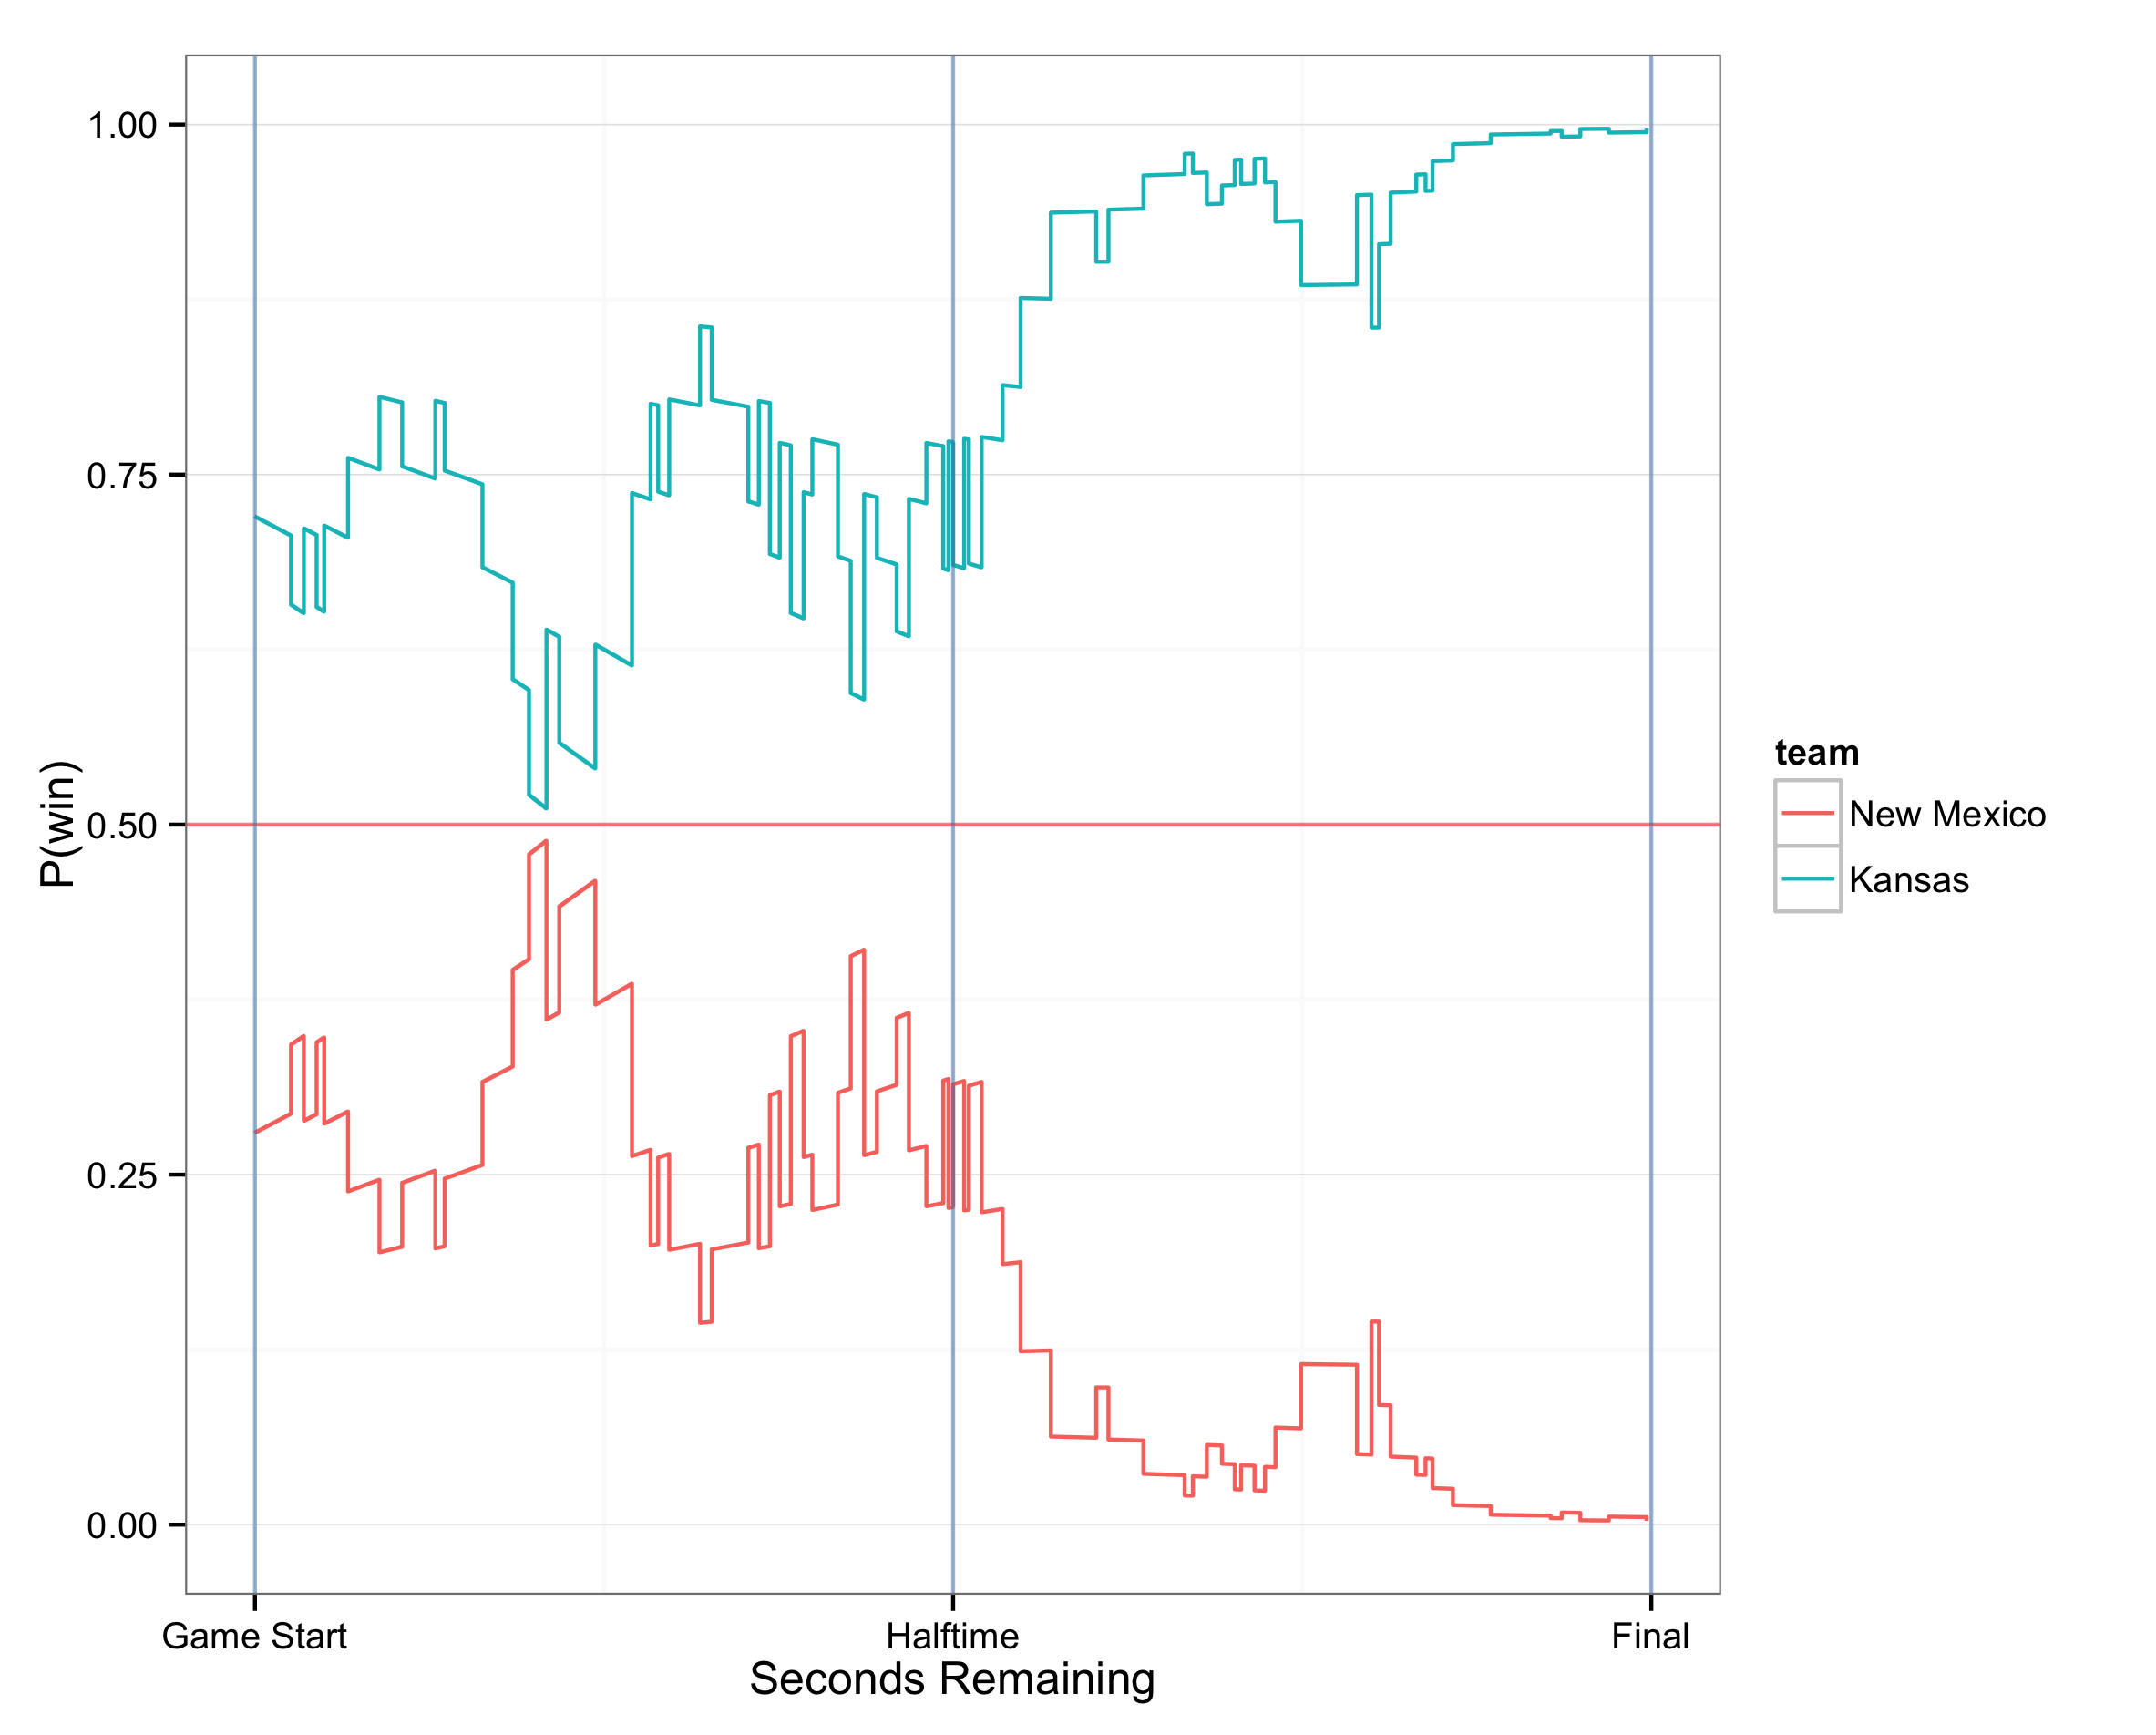 1.00
0.75
0.50
0.25
0.00
P(win)
Game Start
Halftime
Final
Seconds Remaining
team
New Mexico
Kansas